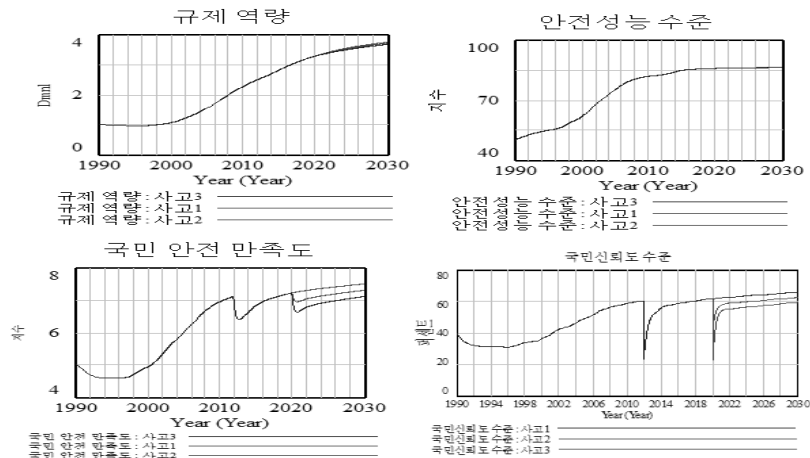 규제 역량
4
2
0
Dmnl
1990 2000 2010 2020 2030
Year (Year)
규제 역량 : 사고3
규제 역량 : 사고1
규제 역량 : 사고2
안전성능 수준
100
70
40
지수
1990 2000 2010 2020 2030
Year (Year)
안전성능 수준 : 사고3
안전성능 수준 : 사고1
안전성능 수준 : 사고2
국민 안전 만족도
8
6
4
지수
1990 2000 2010 2020 2030
Year (Year)
국민 안전 만족도 : 사고3
국민 안전 만족도 : 사고1
국민 안전 만족도 : 사고2
국민신뢰도 수준
80
60
40
20
0
퍼센트
1990 1994 1998 2002 2006 2010 2014 2018 2022 2026 2030
Year (Year)
국민신뢰도 수준 : 사고1
국민신뢰도 수준 : 사고2
국민신뢰도 수준 : 사고3